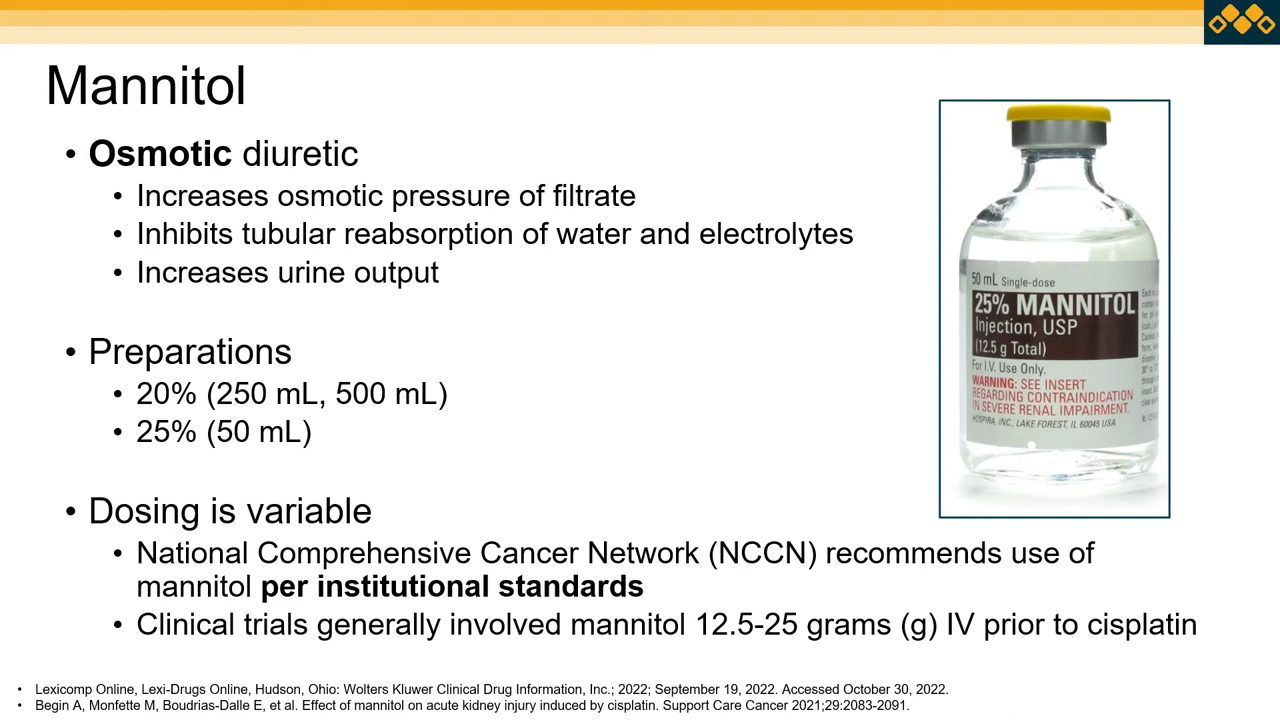 Mannitol
• Osmotic diuretic
• Increases osmotic pressure of filtrate
• Inhibits tubular reabsorption of water and electrolytes
• Increases urine output
• Preparations
• 20% (250 mL, 500 mL)
• 25% (50 mL)
• Dosing is variable
• National Comprehensive Cancer Network (NCCN) recommends use of
mannitol per institutional standards
• Clinical trials generally involved mannitol 12.5-25 grams (g) IV prior to cisplatin
50 mL Single-dose
25% MANNITOL
Injection, USP
(12.5 g Total)
For I.V. Use Only.
WARNING: SEE INSERT
REGARDING CONTRAINDICATION
IN SEVERE RENAL IMPAIRMENT.
HOSPIRA, INC., LAKE FOREST, IL 60045 USA
• Lexicomp Online, Lexi-Drugs Online, Hudson, Ohio: Wolters Kluwer Clinical Drug Information, Inc.; 2022; September 19, 2022. Accessed October 30, 2022.
• Begin A, Monfette M, Boudrias-Dalle E, et al. Effect of mannitol on acute kidney injury induced by cisplatin. Support Care Cancer 2021;29:2083-2091.